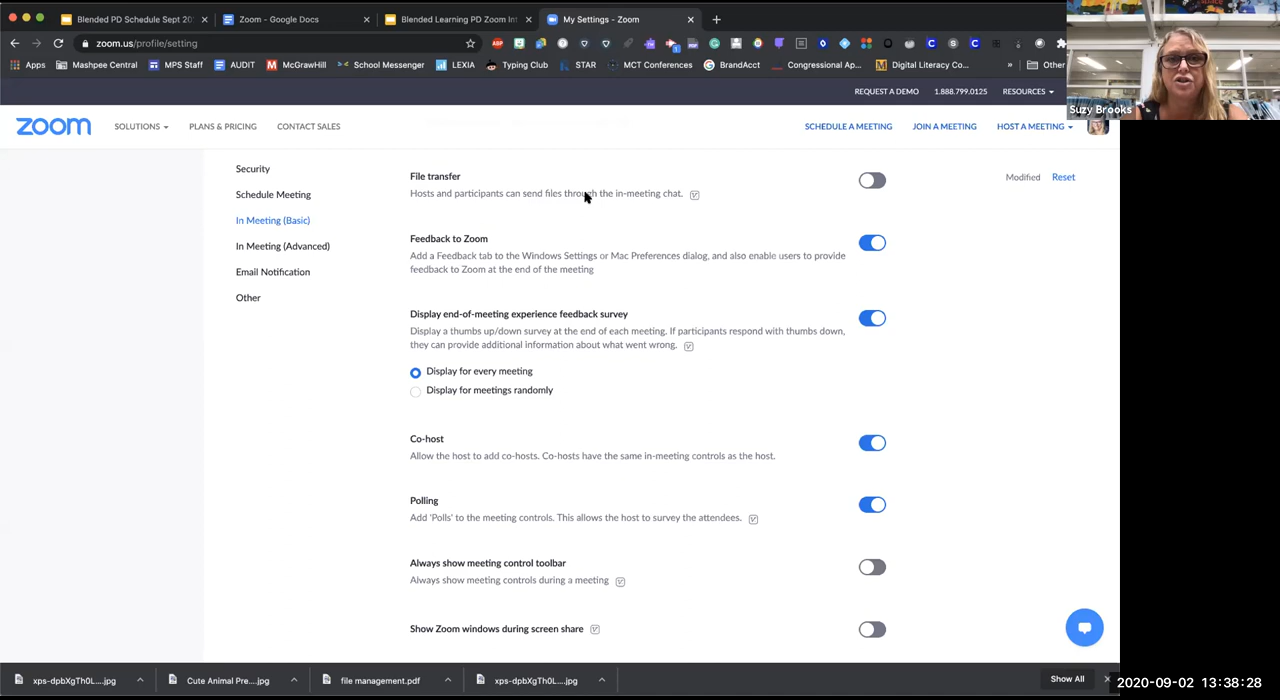 Blended PD Schedule Sept 20
Zoom - Google Docs
Blended Learning PD Zoom Int
My Settings - Zoom
zoom.us/profile/setting
Apps
Mashpee Central
MPS Staff
AUDIT
McGrawHill
School Messenger
LEXIA
Typing Club
STAR
MCT Conferences
BrandAcct
Congressional Ap...
Digital Literacy Co...
»
Other
Suzy Brooks
REQUEST A DEMO
1.888.799.0125
RESOURCES
zoom
SOLUTIONS
PLANS & PRICING
CONTACT SALES
SCHEDULE A MEETING
JOIN A MEETING
HOST A MEETING
Security
Schedule Meeting
In Meeting (Basic)
In Meeting (Advanced)
Email Notification
Other
File transfer
Hosts and participants can send files through the in-meeting chat.
Modified
Reset
Feedback to Zoom
Add a Feedback tab to the Windows Settings or Mac Preferences dialog, and also enable users to provide
feedback to Zoom at the end of the meeting
Display end-of-meeting experience feedback survey
Display a thumbs up/down survey at the end of each meeting. If participants respond with thumbs down,
they can provide additional information about what went wrong.
Display for every meeting
Display for meetings randomly
Co-host
Allow the host to add co-hosts. Co-hosts have the same in-meeting controls as the host.
Polling
Add 'Polls' to the meeting controls. This allows the host to survey the attendees.
Always show meeting control toolbar
Always show meeting controls during a meeting
Show Zoom windows during screen share
xps-dpbXgTh0L....jpg
Cute Animal Pre....jpg
file management.pdf
xps-dpbXgTh0L....jpg
Show All
2020-09-02 13:38:28